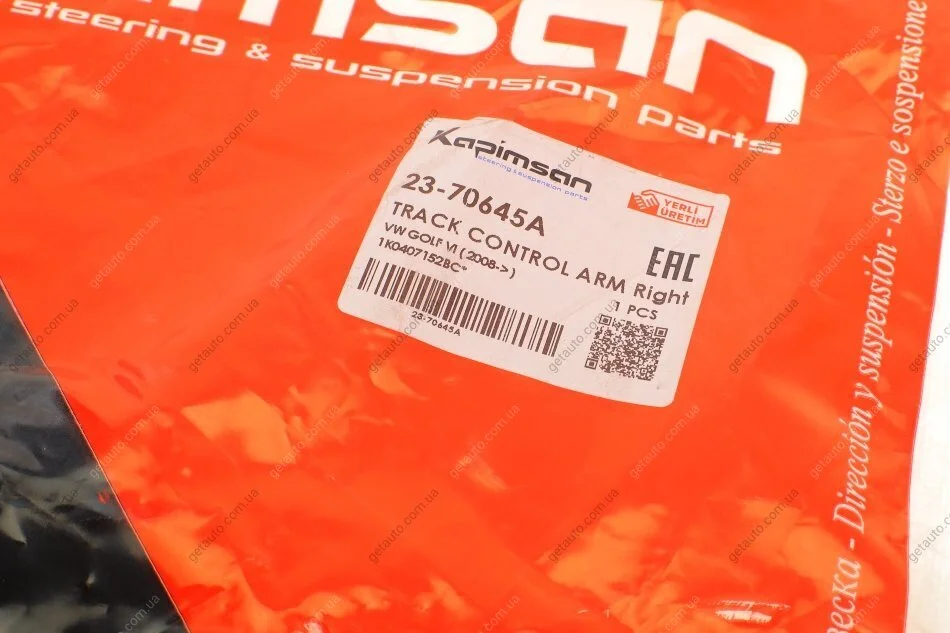 steering & suspension parts
Kapimsan
steering & suspension parts
23-70645A
YERLİ
ÜRETİM
TRACK CONTROL ARM Right
VW GOLF VI ( 2008-> )
1K0407152BC*
EAC
1 PCS
23-70645A
- Dirección y suspensión - Sterzo e sospensione
getauto.com.ua